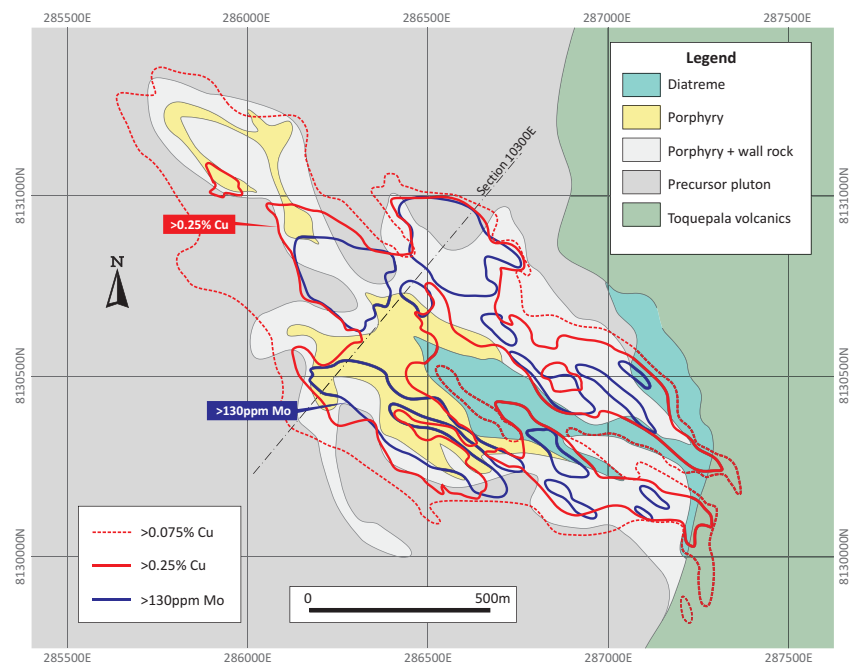 285500E 286000E 286500E 287000E 287500E
Legend
Diatreme
Porphyry
Porphyry + wall rock
Precursor pluton
Toquepala volcanics
Section 10300E
8131000N 8131000N
>0.25% Cu
N
8130500N 8130500N
>130ppm Mo
>0.075% Cu
>0.25% Cu
>130ppm Mo
8130000N 8130000N
0 500m
285500E 286000E 286500E 287000E 287500E